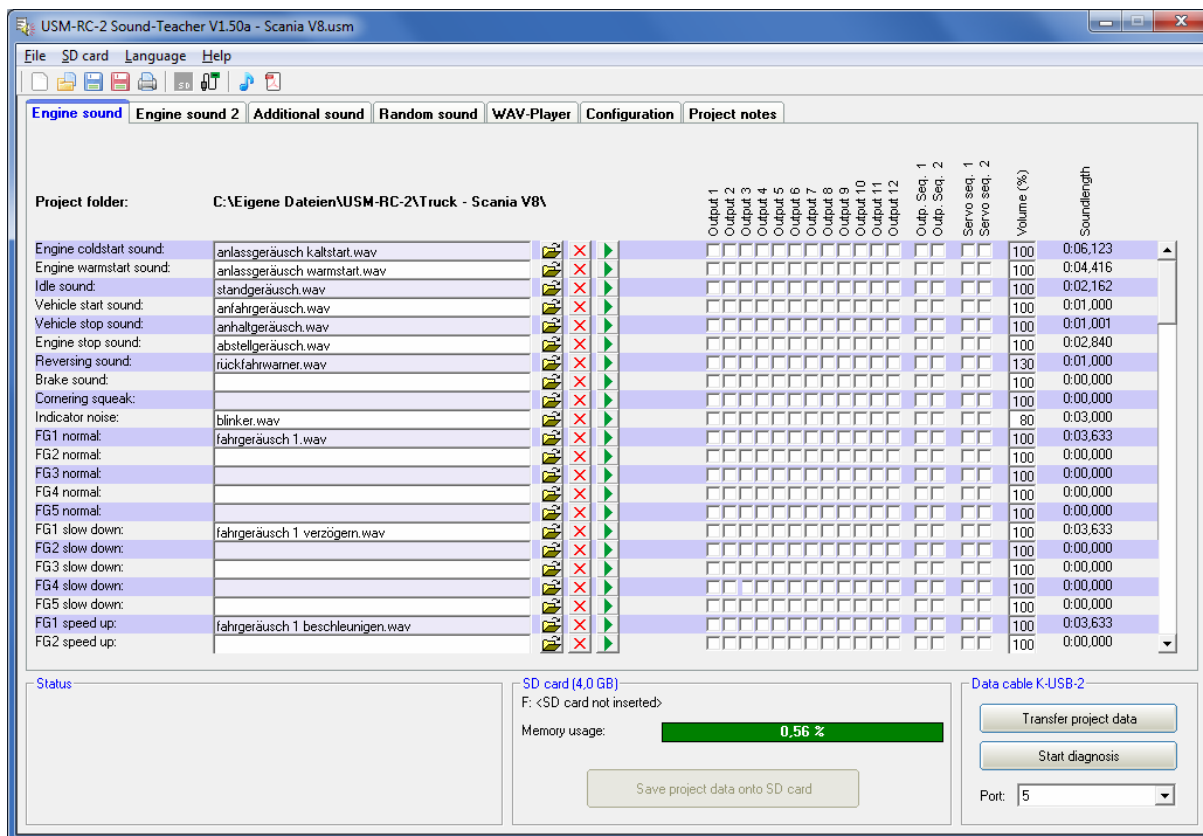 USM-RC-2 Sound-Teacher V1.50a - Scania V8.usm
File SD card Language Help
Engine sound Engine sound 2 Additional sound Random sound WAV-Player Configuration Project notes
Project folder: C:\Eigene Dateien\USM-RC-2\Truck - Scania V8\ Output 1 Output 2 Output 3 Output 4 Output 5 Output 6 Output 7 Output 8 Output 9 Output 10 Output 11 Output 12 Outp. Seq. 1 Outp. Seq. 2 Servo seq. 1 Servo seq. 2 Volume (%) Soundlength
Engine coldstart sound: anlassgeräusch kaltstart.wav 100 0:06,123
Engine warmstart sound: anlassgeräusch warmstart.wav 100 0:04,416
Idle sound: standgeräusch.wav 100 0:02,162
Vehicle start sound: anfahrgeräusch.wav 100 0:01,000
Vehicle stop sound: anhaltgeräusch.wav 100 0:01,001
Engine stop sound: abstellgeräusch.wav 100 0:02,840
Reversing sound: rückfahrwarner.wav 130 0:01,000
Brake sound: 100 0:00,000
Cornering squeak: 100 0:00,000
Indicator noise: blinker.wav 80 0:03,000
FG1 normal: fahrgeräusch 1.wav 100 0:03,633
FG2 normal: 100 0:00,000
FG3 normal: 100 0:00,000
FG4 normal: 100 0:00,000
FG5 normal: 100 0:00,000
FG1 slow down: fahrgeräusch 1 verzögern.wav 100 0:03,633
FG2 slow down: 100 0:00,000
FG3 slow down: 100 0:00,000
FG4 slow down: 100 0:00,000
FG5 slow down: 100 0:00,000
FG1 speed up: fahrgeräusch 1 beschleunigen.wav 100 0:03,633
FG2 speed up: 100 0:00,000
Status
SD card (4,0 GB)
F: <SD card not inserted>
Memory usage: 0,56 %
Save project data onto SD card
Data cable K-USB-2
Transfer project data
Start diagnosis
Port: 5